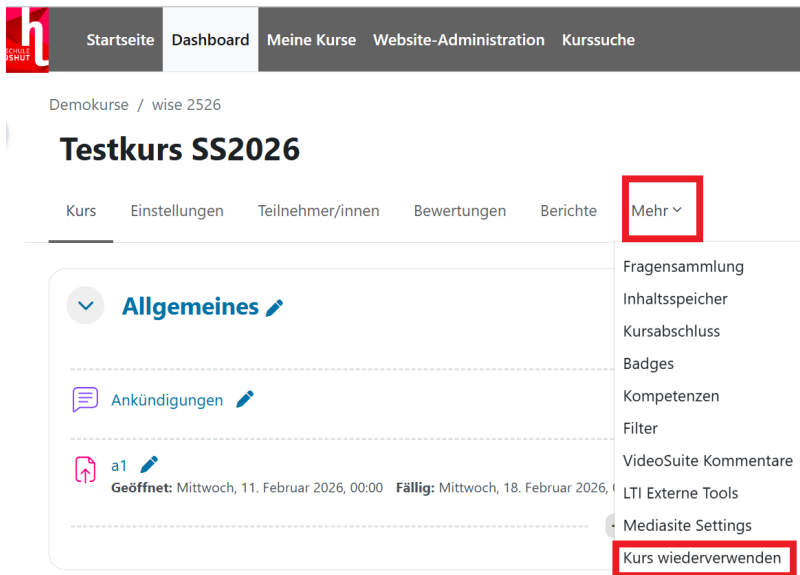 h
SCHULE
DSHUT
Startseite Dashboard Meine Kurse Website-Administration Kurssuche
Demokurse / wise 2526
Testkurs SS2026
Kurs Einstellungen Teilnehmer/innen Bewertungen Berichte Mehr
Fragensammlung
Inhaltsspeicher
Kursabschluss
Badges
Kompetenzen
Filter
VideoSuite Kommentare
LTI Externe Tools
Mediasite Settings
Kurs wiederverwenden
Allgemeines
Ankündigungen
a1
Geöffnet: Mittwoch, 11. Februar 2026, 00:00 Fällig: Mittwoch, 18. Februar 2026,